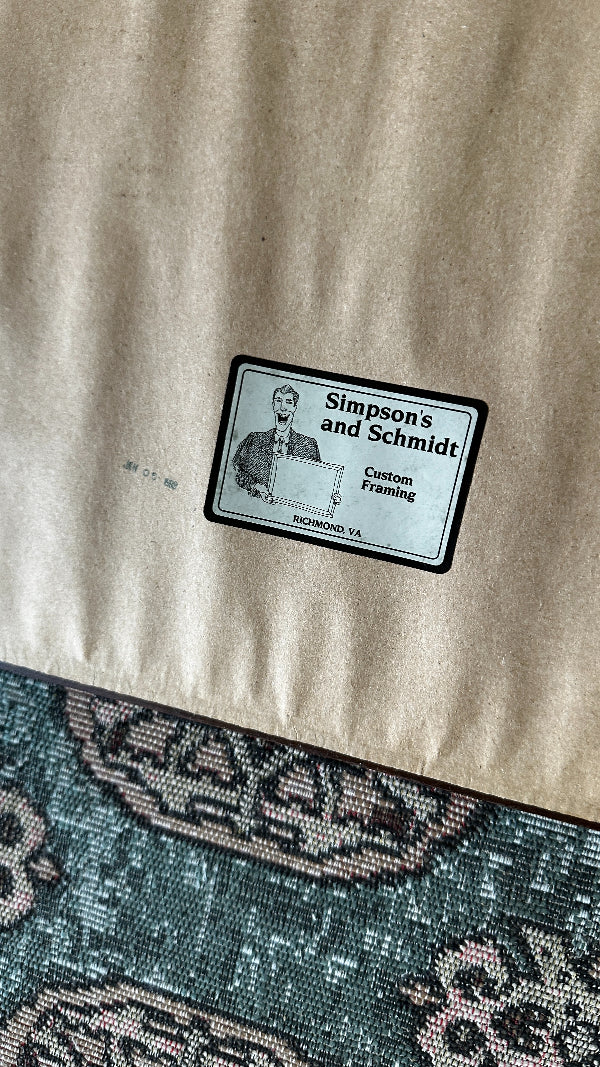 Simpson's
and Schmidt
Custom
Framing
RICHMOND, VA